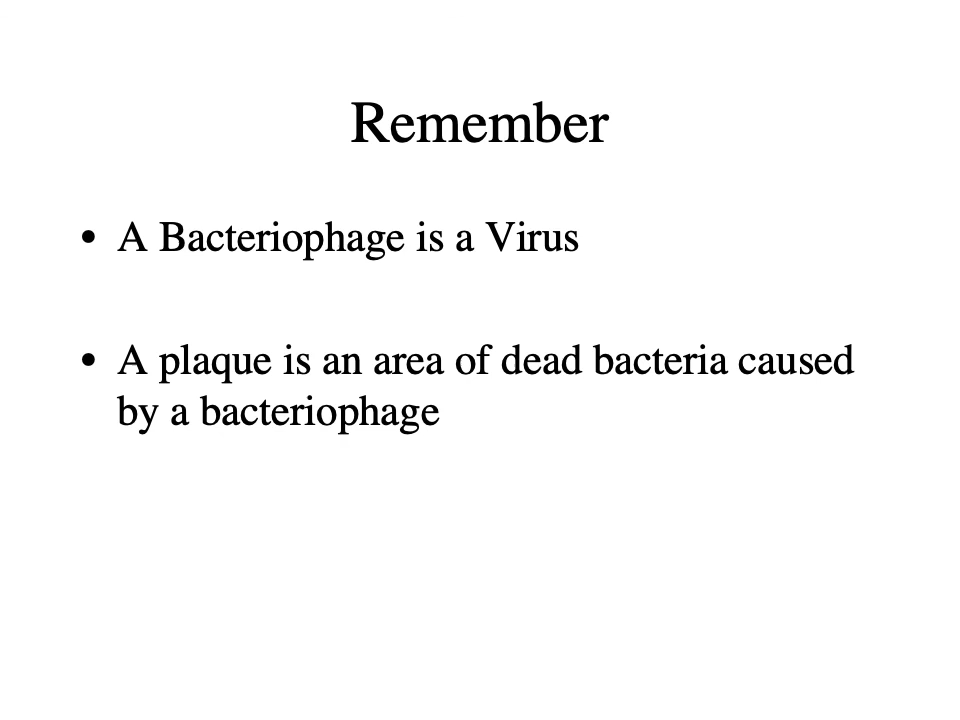 Remember
• A Bacteriophage is a Virus
• A plaque is an area of dead bacteria caused
by a bacteriophage